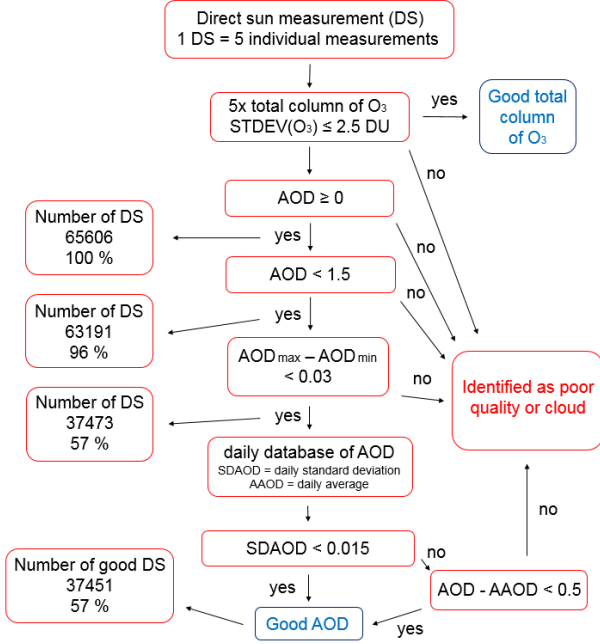 Direct sun measurement (DS)
1 DS = 5 individual measurements
5x total column of O₃
STDEV(O₃) ≤ 2.5 DU
yes
Good total
column
of O₃
no
AOD ≥ 0
Number of DS
65606
100 %
yes
no
AOD < 1.5
no
Number of DS
63191
96 %
yes
AODmax – AODmin
< 0.03
no
Identified as poor
quality or cloud
Number of DS
37473
57 %
yes
daily database of AOD
SDAOD = daily standard deviation
AAOD = daily average
no
SDAOD < 0.015
no
Number of good DS
37451
57 %
yes
AOD - AAOD < 0.5
Good AOD
yes